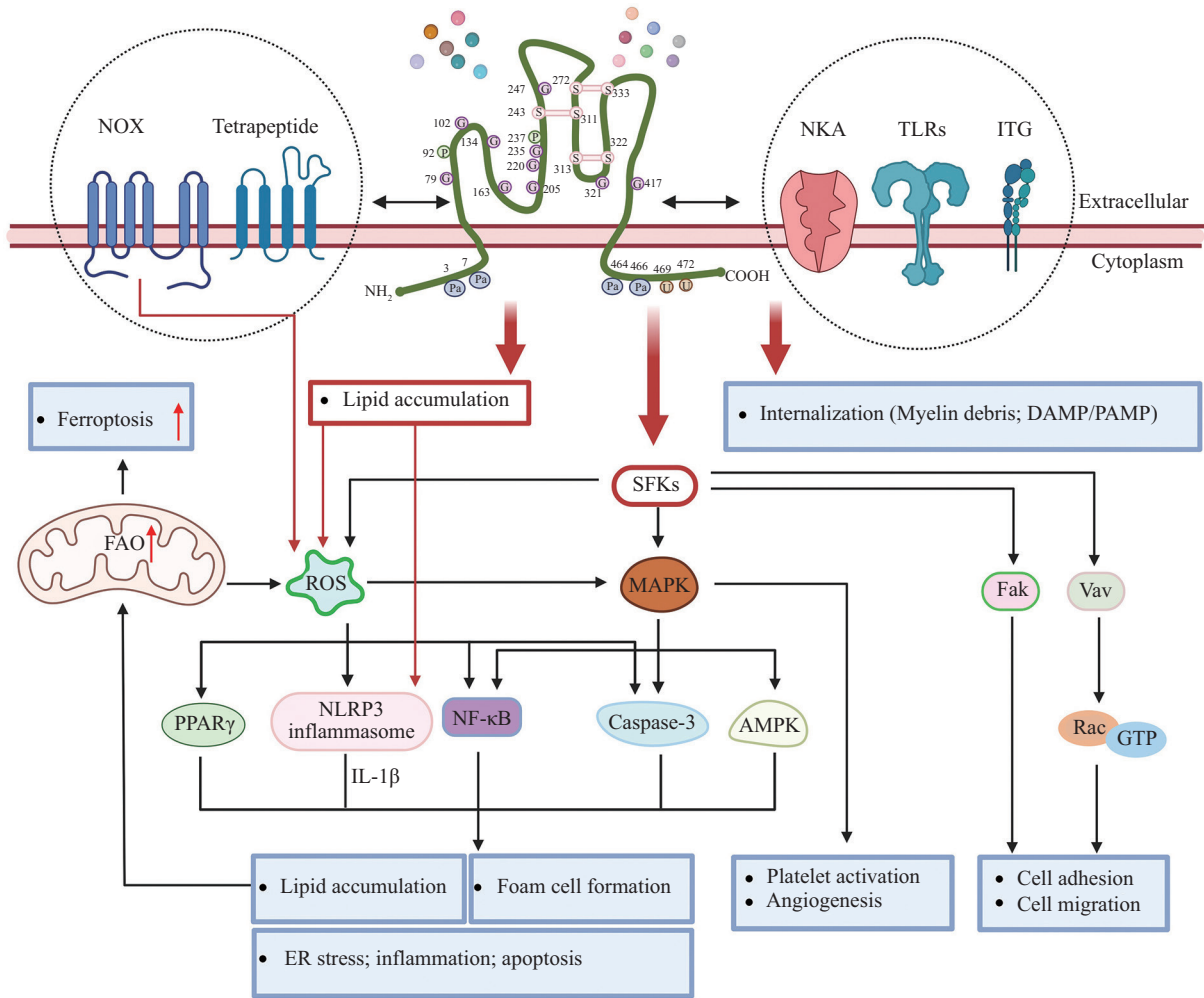 NOX
Tetrapeptide
NKA
TLRs
ITG
Extracellular
Cytoplasm
247
G
272
S
S
333
243
S
S
311
102
G
134
G
237
P
92
P
235
G
220
G
322
313
S
S
79
G
163
G
G
205
321
G
G
417
3
7
NH2
Pa
Pa
464
466
469
472
Pa
Pa
U
U
COOH
• Lipid accumulation
• Ferroptosis
• Internalization (Myelin debris; DAMP/PAMP)
SFKs
FAO
ROS
MAPK
Fak
Vav
PPARγ
NLRP3
inflammasome
NF-κB
Caspase-3
AMPK
Rac
GTP
IL-1β
• Lipid accumulation
• Foam cell formation
• ER stress; inflammation; apoptosis
• Platelet activation
• Angiogenesis
• Cell adhesion
• Cell migration